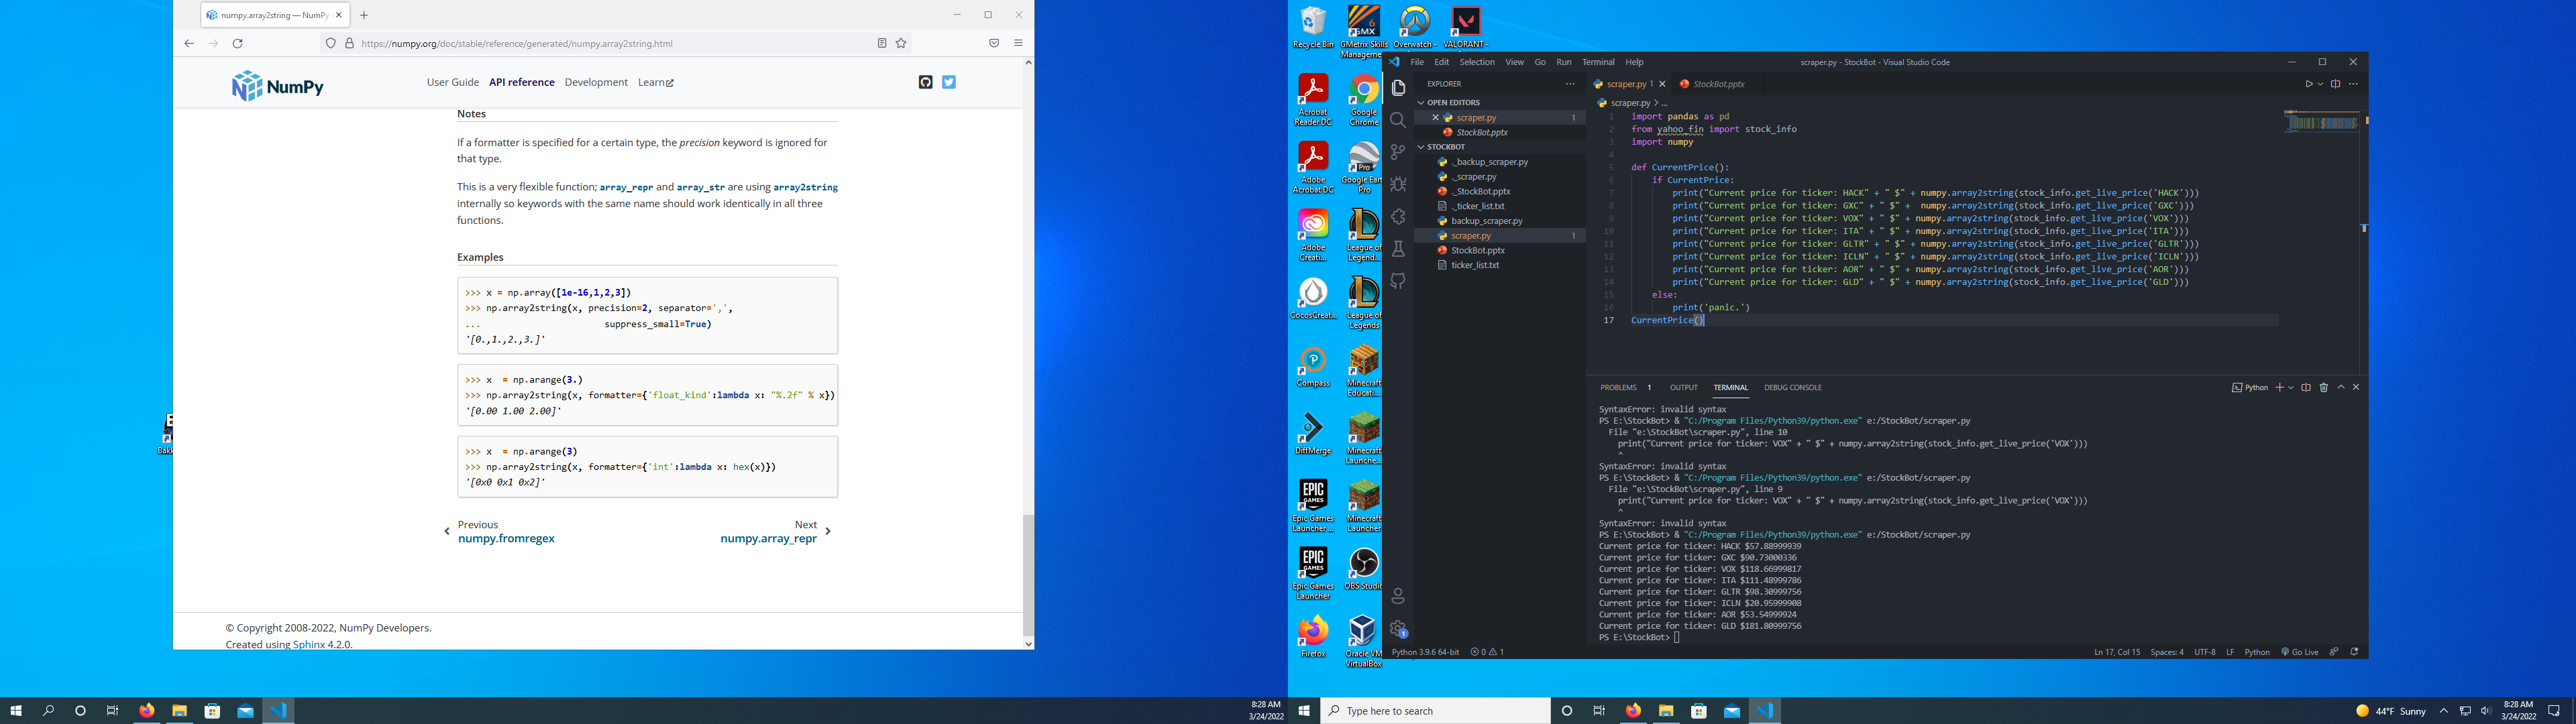 numpy.array2string — NumPy
https://numpy.org/doc/stable/reference/generated/numpy.array2string.html
NumPy
User Guide
API reference
Development
Learn
Notes
If a formatter is specified for a certain type, the precision keyword is ignored for
that type.
This is a very flexible function; array_repr and array_str are using array2string
internally so keywords with the same name should work identically in all three
functions.
Examples
>>> x = np.array([1e-16,1,2,3])
>>> np.array2string(x, precision=2, separator=',',
... suppress_small=True)
'[0.,1.,2.,3.]'
>>> x  = np.arange(3.)
>>> np.array2string(x, formatter={'float_kind':lambda x: "%.2f" % x})
'[0.00 1.00 2.00]'
>>> x  = np.arange(3)
>>> np.array2string(x, formatter={'int':lambda x: hex(x)})
'[0x0 0x1 0x2]'
Previous
numpy.fromregex
Next
numpy.array_repr
© Copyright 2008-2022, NumPy Developers.
Created using Sphinx 4.2.0.
8:28 AM
3/24/2022
Recycle Bin
GMetrix Skills
Manageme...
Overwatch -
VALORANT -
Acrobat
Reader DC
Google
Chrome
Adobe
Acrobat DC
Google Eart
Pro
Adobe
Creati...
League of
Legend...
CocosCreat...
League of
Legends
Compass
Minecraft
Educati...
DiffMerge
Minecraft
Launche...
Epic Games
Launcher ...
Minecraft
Launcher
Epic Games
Launcher
OBS Studio
Firefox
Oracle VM
VirtualBox
File Edit Selection View Go Run Terminal Help
scraper.py - StockBot - Visual Studio Code
EXPLORER
OPEN EDITORS
scraper.py 1
StockBot.pptx
STOCKBOT
._backup_scraper.py
._scraper.py
._StockBot.pptx
._ticker_list.txt
backup_scraper.py
scraper.py 1
StockBot.pptx
ticker_list.txt
scraper.py 1
StockBot.pptx
scraper.py > ...
1 import pandas as pd
2 from yahoo_fin import stock_info
3 import numpy
4
5 def CurrentPrice():
6 if CurrentPrice:
7 print("Current price for ticker: HACK" + " $" + numpy.array2string(stock_info.get_live_price('HACK')))
8 print("Current price for ticker: GXC" + " $" +  numpy.array2string(stock_info.get_live_price('GXC')))
9 print("Current price for ticker: VOX" + " $" + numpy.array2string(stock_info.get_live_price('VOX')))
10 print("Current price for ticker: ITA" + " $" + numpy.array2string(stock_info.get_live_price('ITA')))
11 print("Current price for ticker: GLTR" + " $" + numpy.array2string(stock_info.get_live_price('GLTR')))
12 print("Current price for ticker: ICLN" + " $" + numpy.array2string(stock_info.get_live_price('ICLN')))
13 print("Current price for ticker: AOR" + " $" + numpy.array2string(stock_info.get_live_price('AOR')))
14 print("Current price for ticker: GLD" + " $" + numpy.array2string(stock_info.get_live_price('GLD')))
15 else:
16 print('panic.')
17 CurrentPrice()
PROBLEMS 1 OUTPUT TERMINAL DEBUG CONSOLE
Python
SyntaxError: invalid syntax
PS E:\StockBot> & "C:/Program Files/Python39/python.exe" e:/StockBot/scraper.py
File "e:\StockBot\scraper.py", line 10
print("Current price for ticker: VOX" + " $" + numpy.array2string(stock_info.get_live_price('VOX')))
^
SyntaxError: invalid syntax
PS E:\StockBot> & "C:/Program Files/Python39/python.exe" e:/StockBot/scraper.py
File "e:\StockBot\scraper.py", line 9
print("Current price for ticker: VOX" + " $" + numpy.array2string(stock_info.get_live_price('VOX')))
^
SyntaxError: invalid syntax
PS E:\StockBot> & "C:/Program Files/Python39/python.exe" e:/StockBot/scraper.py
Current price for ticker: HACK $57.88999939
Current price for ticker: GXC $90.73000336
Current price for ticker: VOX $118.66999817
Current price for ticker: ITA $111.48999786
Current price for ticker: GLTR $98.30999756
Current price for ticker: ICLN $20.95999908
Current price for ticker: AOR $53.54999924
Current price for ticker: GLD $181.80999756
PS E:\StockBot>
Python 3.9.6 64-bit 0 1
Ln 17, Col 15 Spaces: 4 UTF-8 LF Python Go Live
Type here to search
44°F Sunny
8:28 AM
3/24/2022